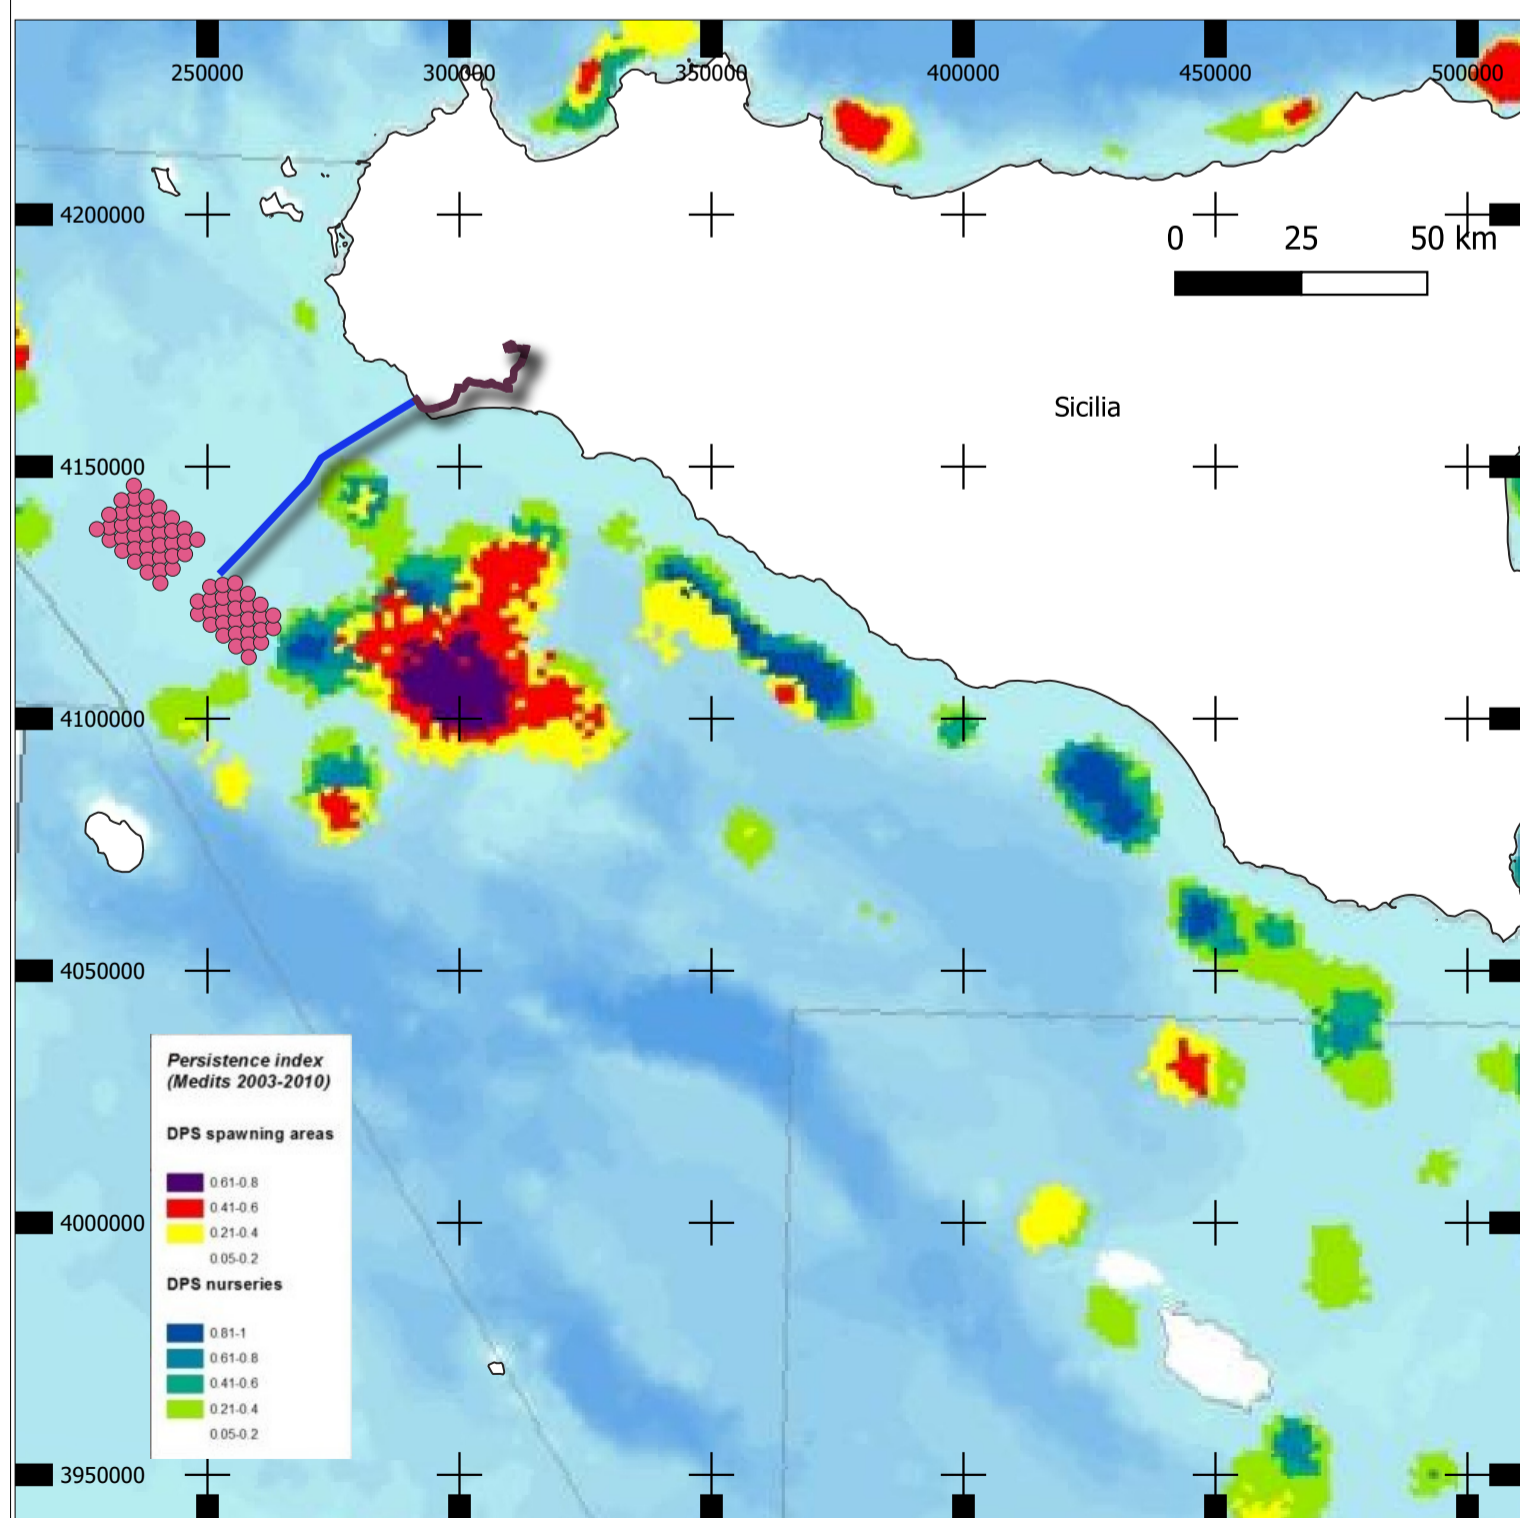 250000 300000 350000 400000 450000 500000
4200000
0 25 50 km
Sicilia
4150000
4100000
4050000
Persistence index
(Medits 2003-2010)
DPS spawning areas
0.61-0.8
0.41-0.6
0.21-0.4
0.05-0.2
DPS nurseries
0.81-1
0.61-0.8
0.41-0.6
0.21-0.4
0.05-0.2
4000000
3950000